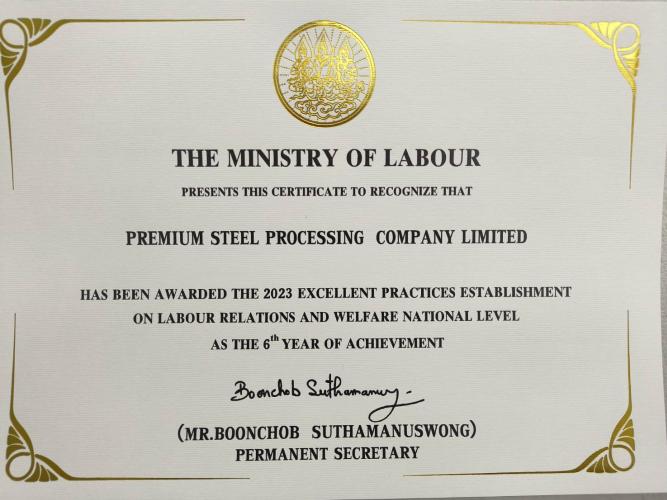 THE MINISTRY OF LABOUR
PRESENTS THIS CERTIFICATE TO RECOGNIZE THAT
PREMIUM STEEL PROCESSING COMPANY LIMITED
HAS BEEN AWARDED THE 2023 EXCELLENT PRACTICES ESTABLISHMENT
ON LABOUR RELATIONS AND WELFARE NATIONAL LEVEL
AS THE 6th YEAR OF ACHIEVEMENT
Boonchob Suthamanuswong
(MR.BOONCHOB SUTHAMANUSWONG)
PERMANENT SECRETARY